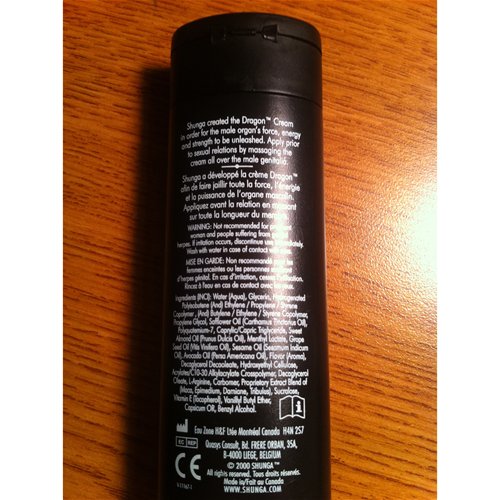 Shunga created the Dragon™ Cream
in order for the male organ's force, energy
and strength to be unleashed. Apply prior
to sexual relations by massaging the
cream all over the male genitalia.
Shunga a développé la crème Dragon™
afin de faire jaillir toute la force, l'énergie
et la puissance de l'organe masculin.
Appliquez avant la relation en massant
sur toute la longueur du membre.
WARNING: Not recommended for pregnant
woman and people suffering from genital
herpes. If irritation occurs, discontinue use immediately.
Wash with water in case of contact with eyes.
MISE EN GARDE: Non recommandé pour les
femmes enceintes ou les personnes souffrant
d'herpès génital. En cas d'irritation, cessez l'utilisation.
Rincez à l'eau en cas de contact avec les yeux.
Ingredients (INCI): Water (Aqua), Glycerin, Hydrogenated
Polyisobutene (And) Ethylene / Propylene / Styrene
Copolymer, (And) Butylene / Ethylene / Styrene Copolymer,
Propylene Glycol, Safflower Oil (Carthamus Tinctorius Oil),
Polyquaternium-7, Caprylic/Capric Triglyceride, Sweet
Almond Oil (Prunus Dulcis Oil), Menthyl Lactate, Grape
Seed Oil (Vitis Vinifera Oil), Sesame Oil (Sesamum Indicum
Oil), Avocado Oil (Persea Americana Oil), Flavor (Aroma),
Decaglycerol Decaoleate, Hydroxyethyl Cellulose,
Acrylates/C10-30 Alkylacrylate Crosspolymer, Decaglycerol
Oleate, L-Arginine, Carbomer, Proprietary Extract Blend of
(Maca, Epimedium, Damiana, Tribulus), Sucralose,
Vitamin E (Tocopherol), Vanillyl Butyl Ether,
Capsicum OR, Benzyl Alcohol.
Eau Zone H&F Ltée Montréal Canada H4N 2S7
EC REP
Quasys Consult, Bd. FRERE ORBAN, 35A,
B-4000 LIEGE, BELGIUM
CE
© 2000 SHUNGA™
All rights reserved. Tous droits réservés.
Made in/Fait au Canada
WWW.SHUNGA.COM